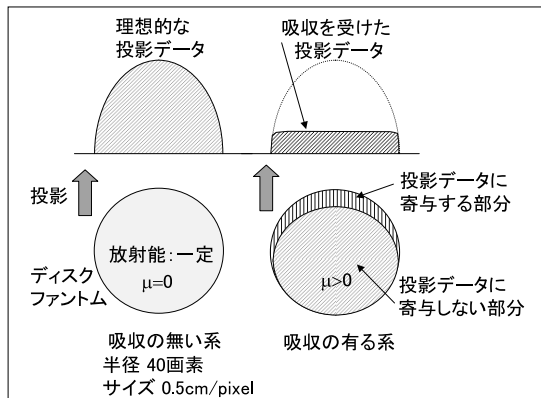 理想的な
投影データ
吸収を受けた
投影データ
投影
放射能：一定
μ=0
ディスク
ファントム
吸収の無い系
半径 40画素
サイズ 0.5cm/pixel
投影データに
寄与する部分
μ>0
投影データに
寄与しない部分
吸収の有る系